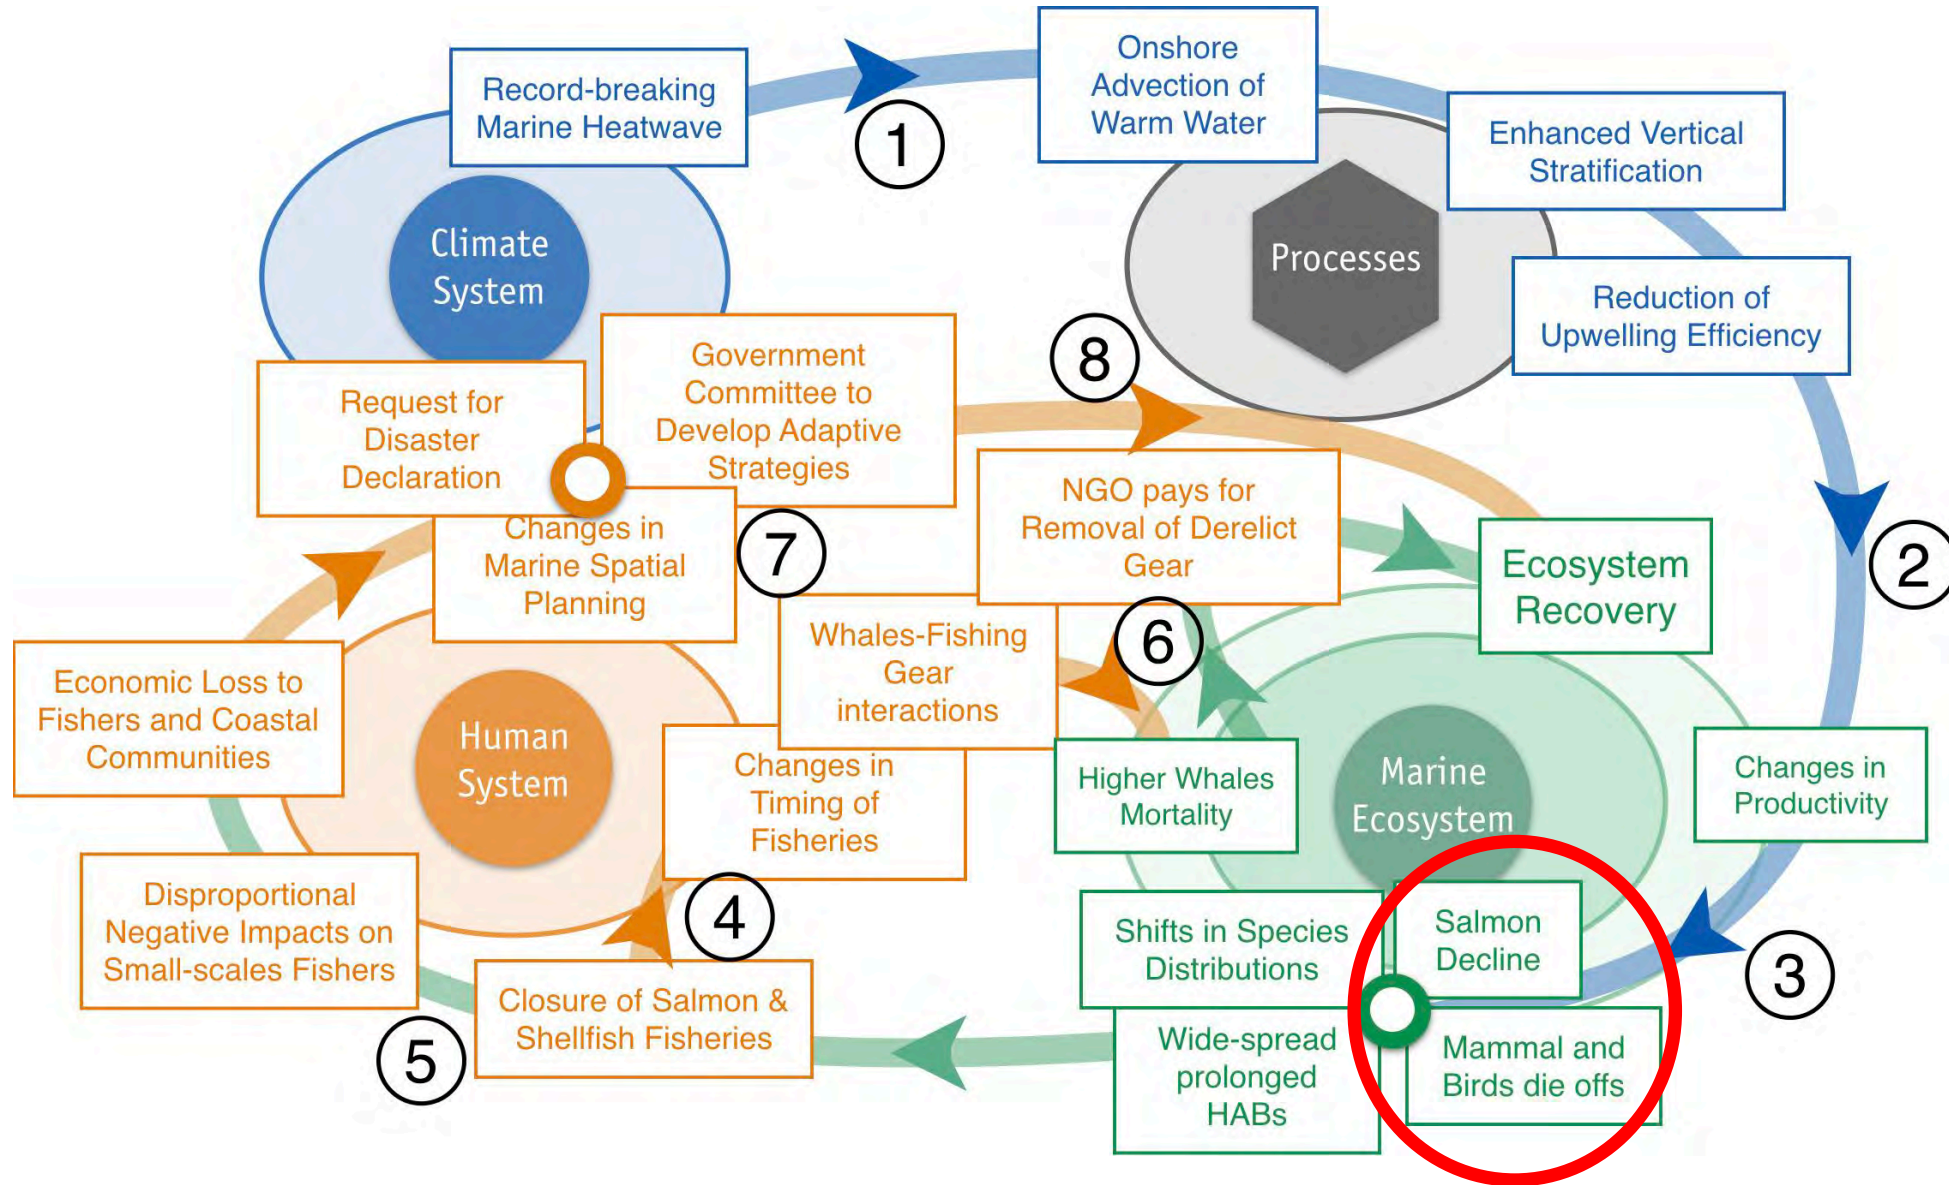 Record-breaking
Marine Heatwave
1
Onshore
Advection of
Warm Water
Enhanced Vertical
Stratification
Reduction of
Upwelling Efficiency
Climate
System
Processes
8
Government
Committee to
Develop Adaptive
Strategies
Request for
Disaster
Declaration
Changes in
Marine Spatial
Planning
7
NGO pays for
Removal of Derelict
Gear
Ecosystem
Recovery
2
6
Whales-Fishing
Gear
interactions
Economic Loss to
Fishers and Coastal
Communities
Human
System
Changes in
Timing of
Fisheries
Higher Whales
Mortality
Marine
Ecosystem
Changes in
Productivity
Disproportional
Negative Impacts on
Small-scales Fishers
4
Shifts in Species
Distributions
Salmon
Decline
3
Closure of Salmon &
Shellfish Fisheries
5
Wide-spread
prolonged
HABs
Mammal and
Birds die offs